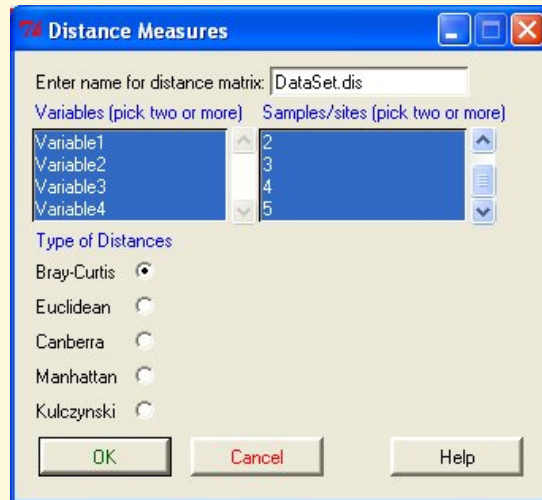 Distance Measures
Enter name for distance matrix: DataSet.dis
Variables (pick two or more) Samples/sites (pick two or more)
Variable1 2
Variable2 3
Variable3 4
Variable4 5
Type of Distances
Bray-Curtis
Euclidean
Canberra
Manhattan
Kulczynski
OK Cancel Help